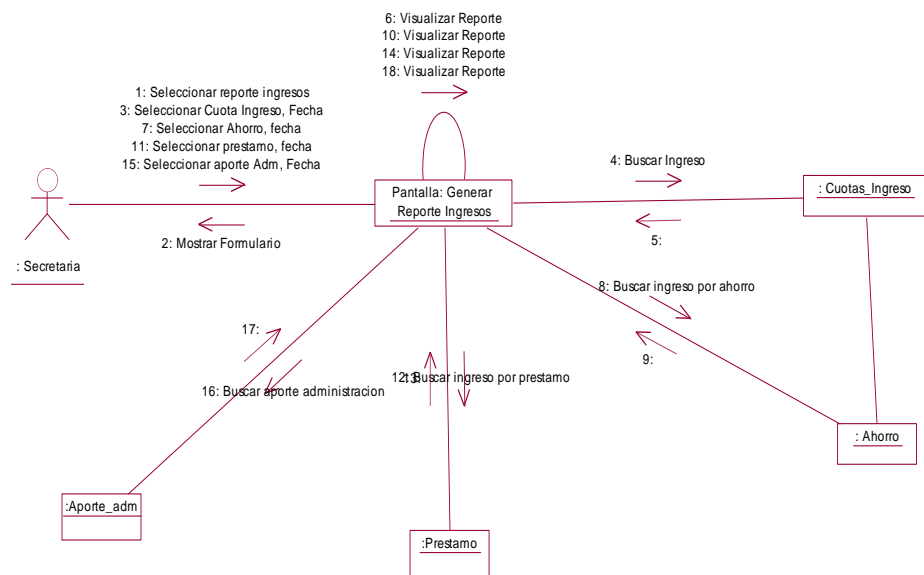 6: Visualizar Reporte
10: Visualizar Reporte
14: Visualizar Reporte
18: Visualizar Reporte
1: Seleccionar reporte ingresos
3: Seleccionar Cuota Ingreso, Fecha
7: Seleccionar Ahorro, fecha
11: Seleccionar prestamo, fecha
15: Seleccionar aporte Adm, Fecha
4: Buscar Ingreso
Pantalla: Generar
Reporte Ingresos
: Cuotas_Ingreso
2: Mostrar Formulario
5:
: Secretaria
8: Buscar ingreso por ahorro
17:
9:
12: Buscar ingreso por prestamo
13:
16: Buscar aporte administracion
: Ahorro
:Aporte_adm
:Prestamo